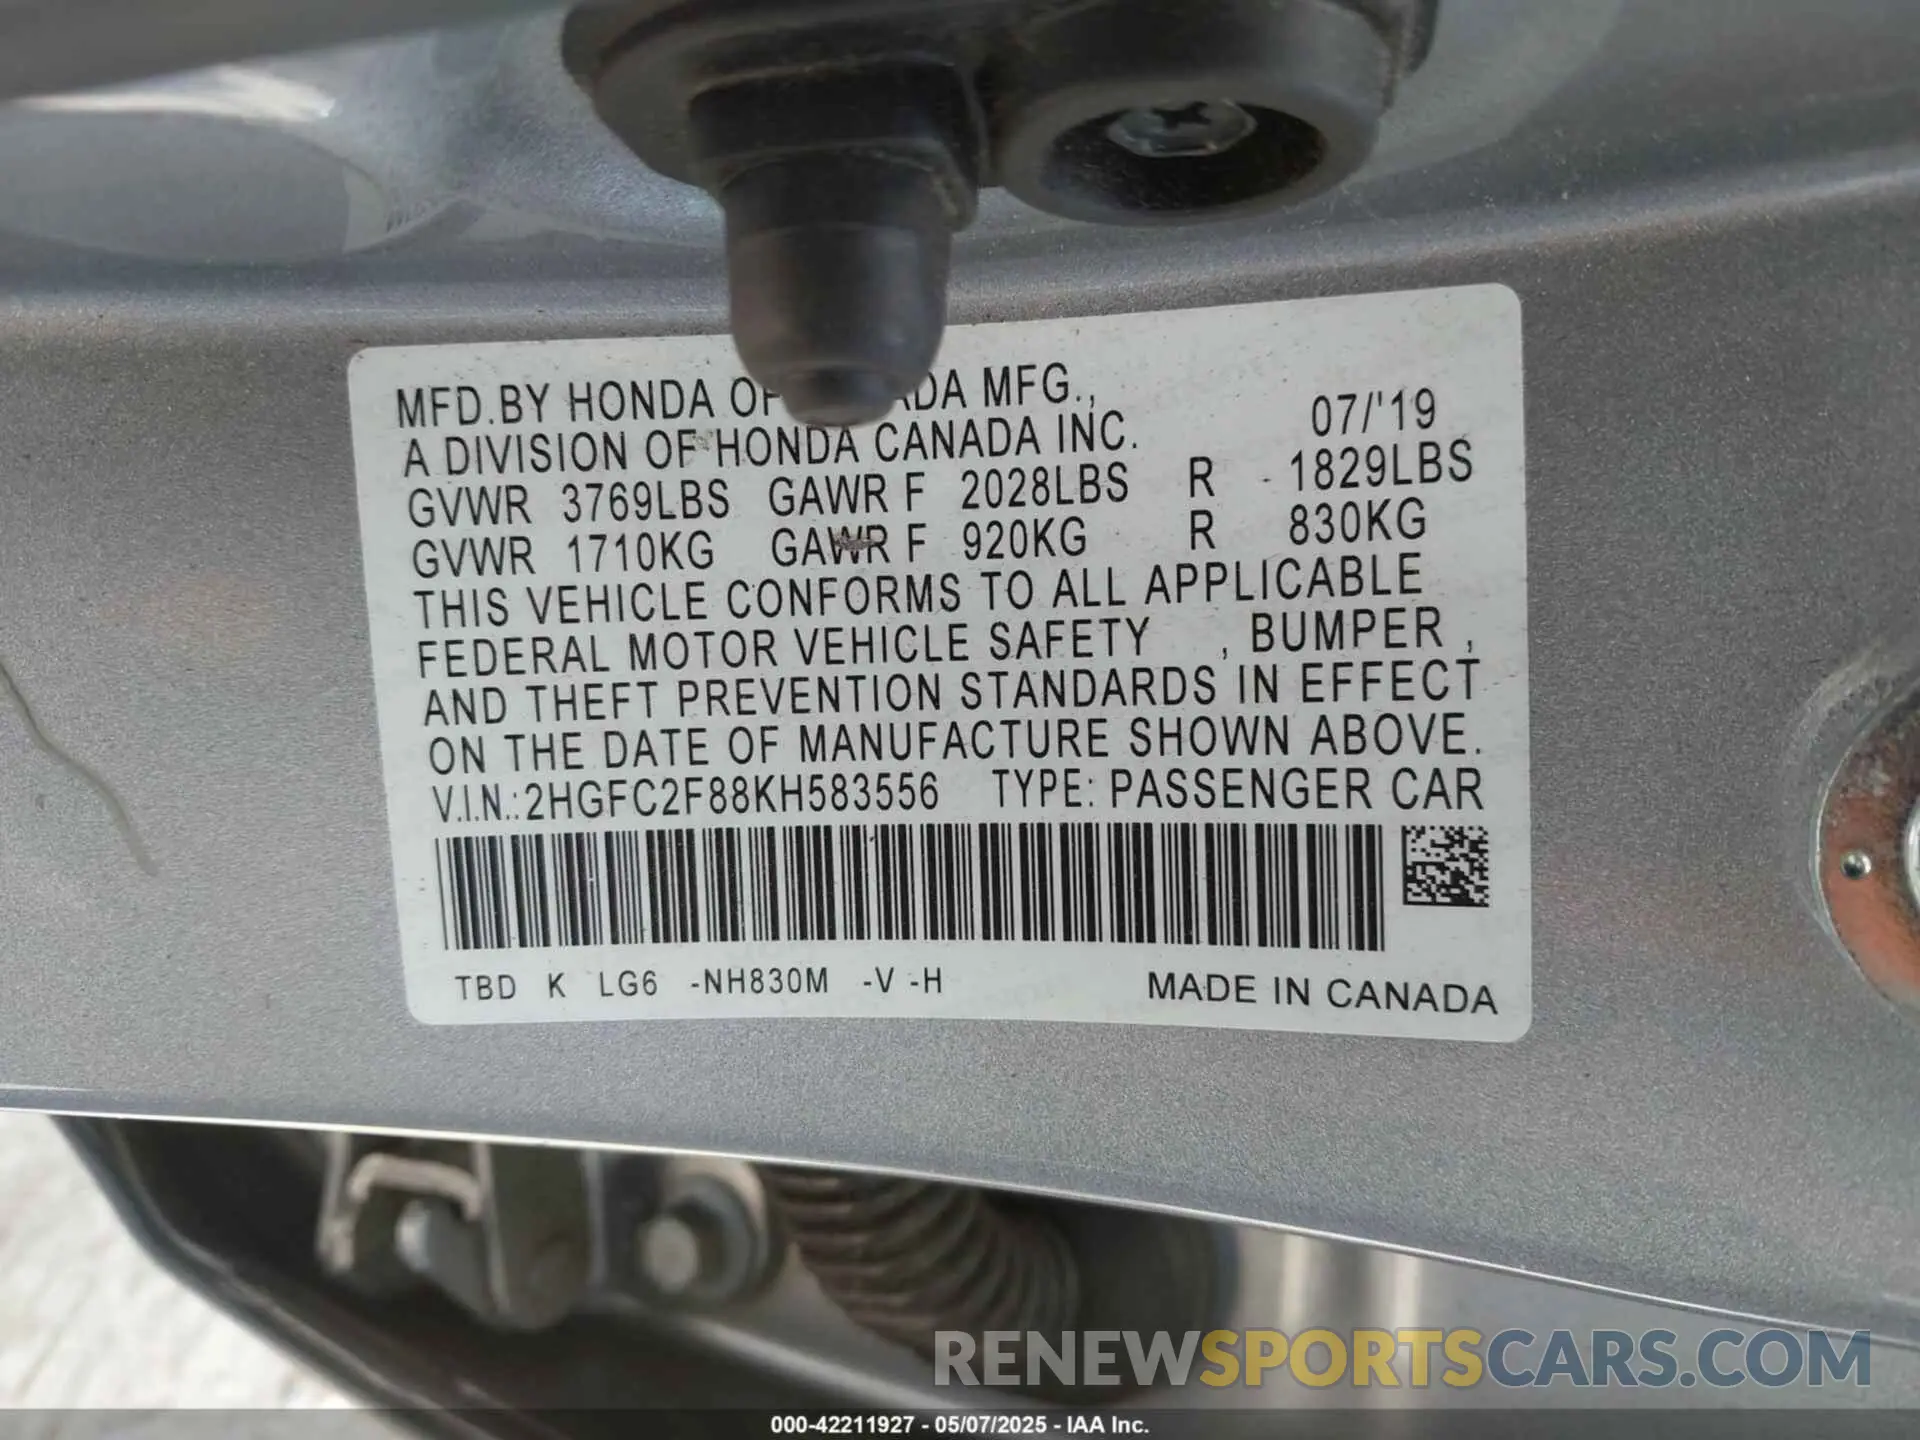 MFD.BY HONDA OF DA MFG.,
A DIVISION OF HONDA CANADA INC. 07/'19
GVWR 3769LBS GAWR F 2028LBS R 1829LBS
GVWR 1710KG GAWR F 920KG R 830KG
THIS VEHICLE CONFORMS TO ALL APPLICABLE
FEDERAL MOTOR VEHICLE SAFETY , BUMPER ,
AND THEFT PREVENTION STANDARDS IN EFFECT
ON THE DATE OF MANUFACTURE SHOWN ABOVE.
V.I.N.:2HGFC2F88KH583556 TYPE: PASSENGER CAR
TBD K LG6 -NH830M -V -H MADE IN CANADA
RENEWSPORTSCARS.COM
000-42211927 - 05/07/2025 - IAA Inc.